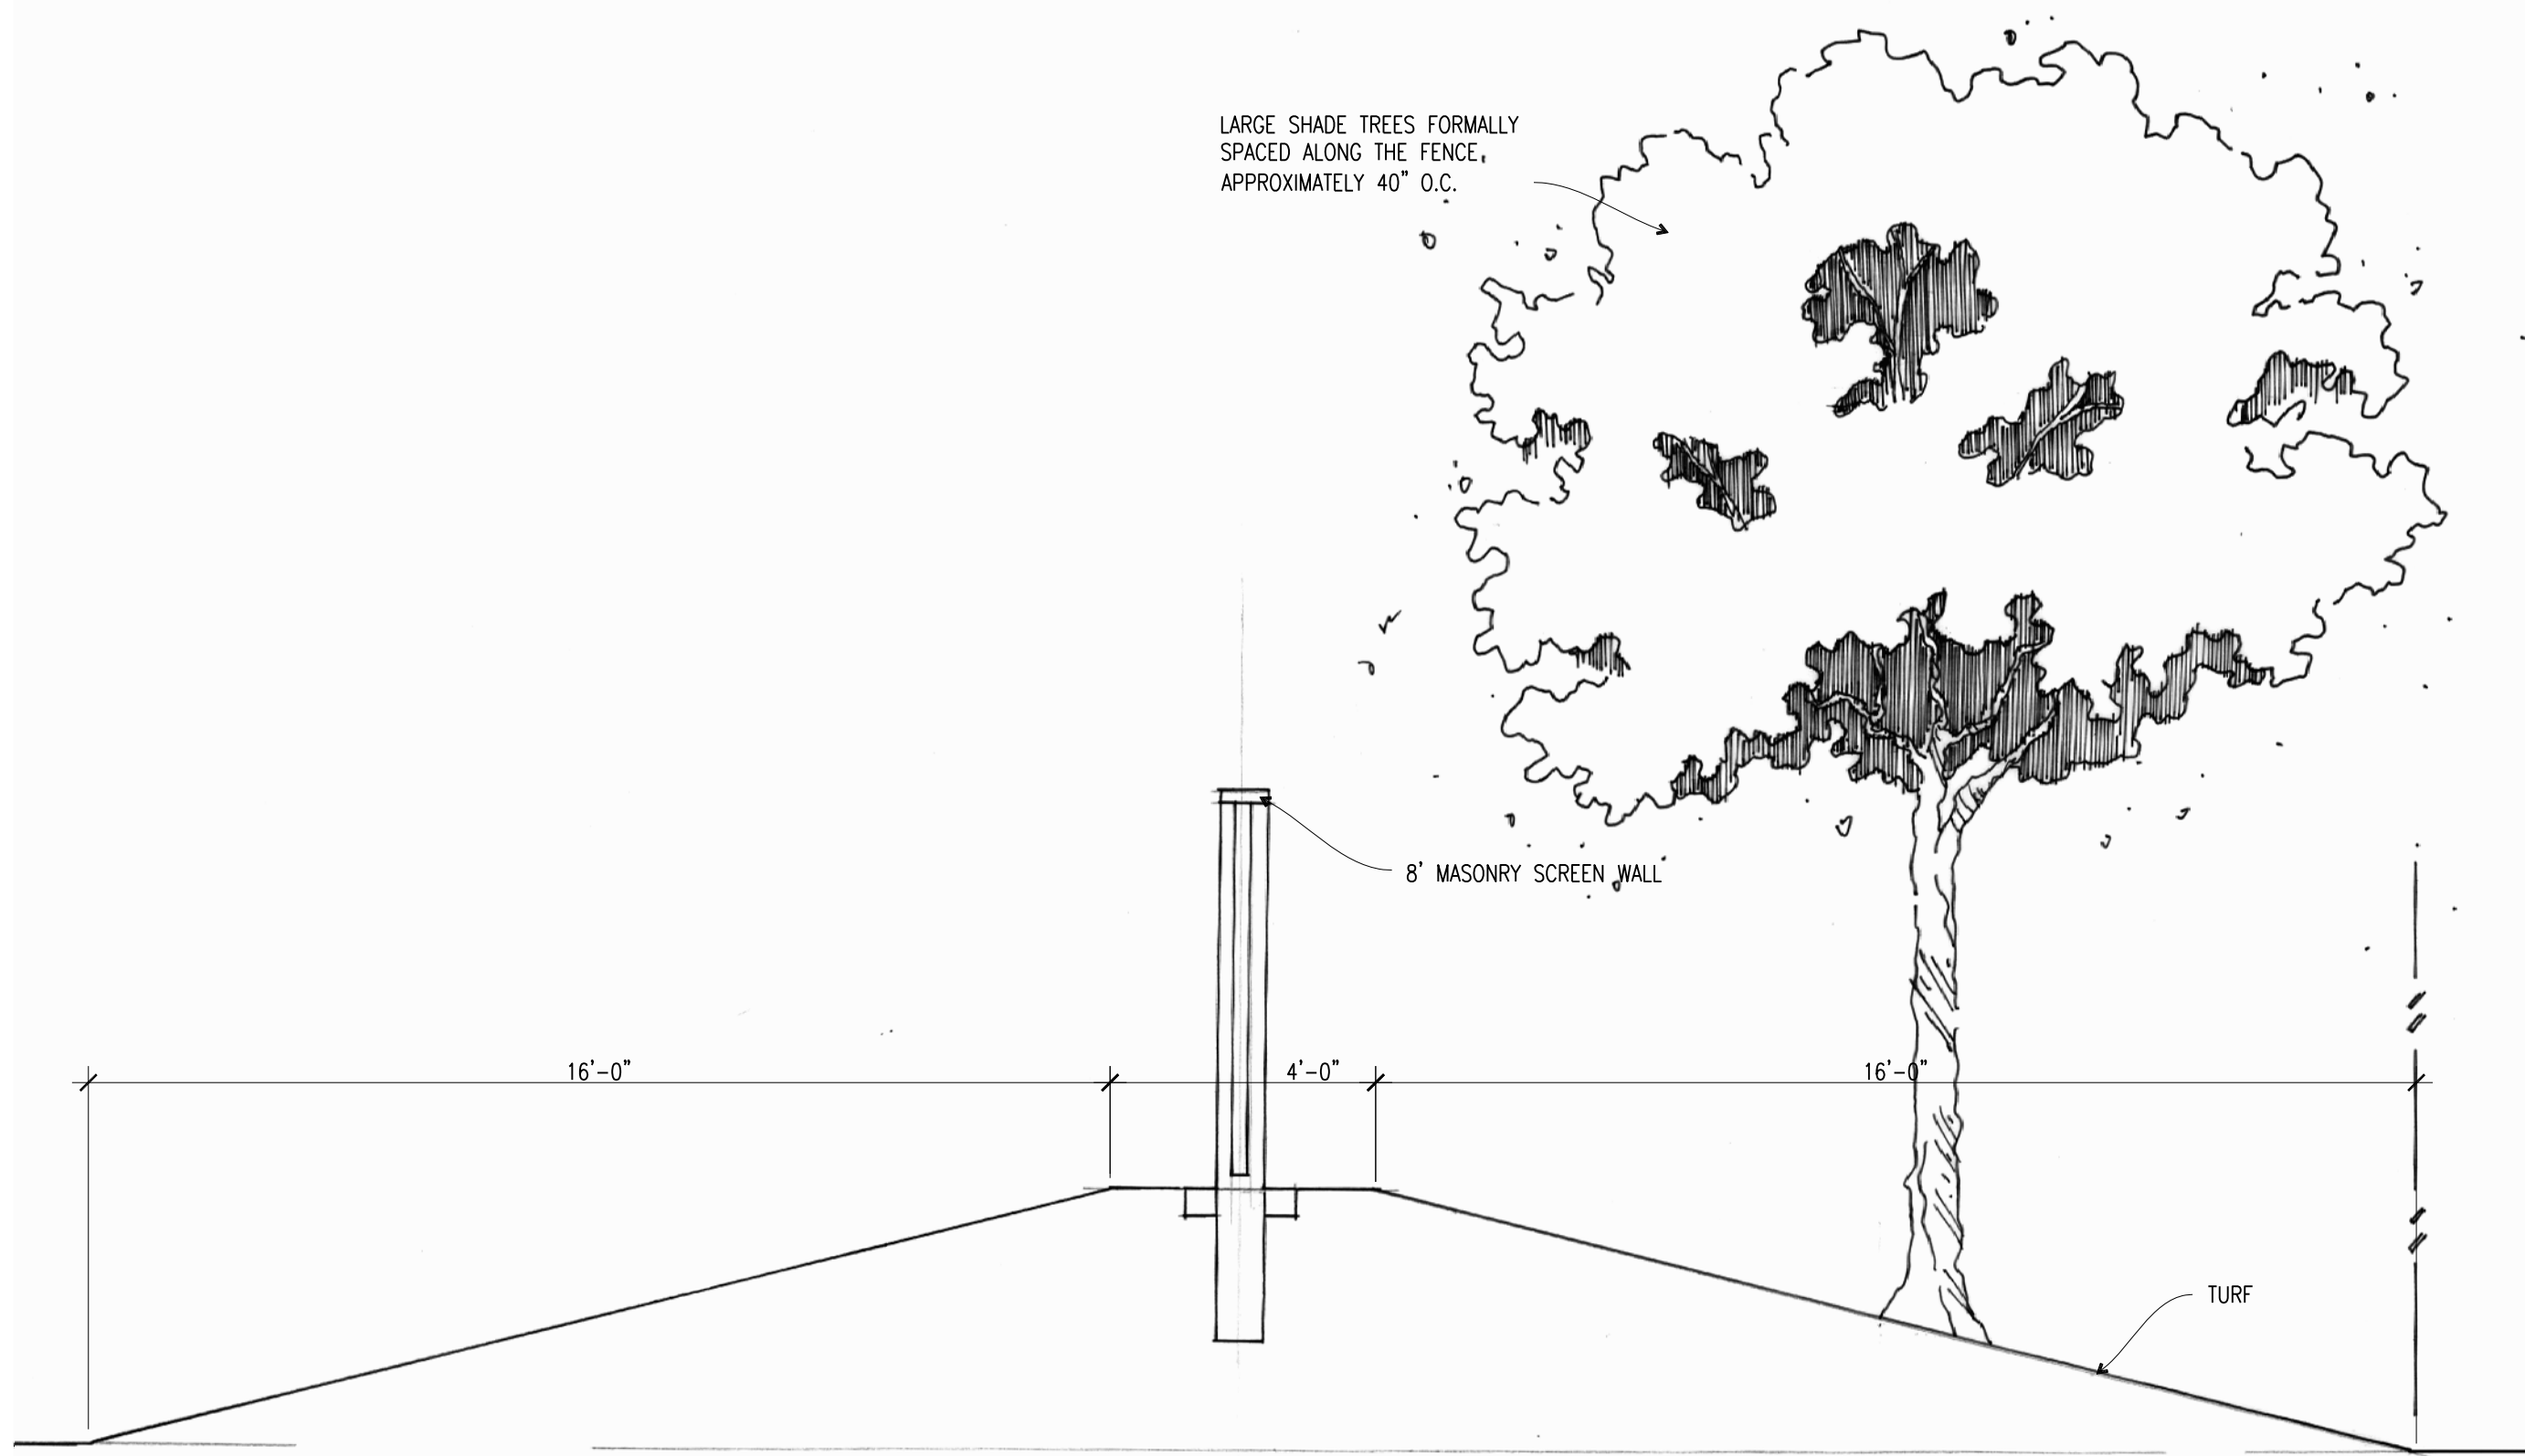 LARGE SHADE TREES FORMALLY
SPACED ALONG THE FENCE,
APPROXIMATELY 40" O.C.
8' MASONRY SCREEN WALL
16'-0"
4'-0"
16'-0"
TURF